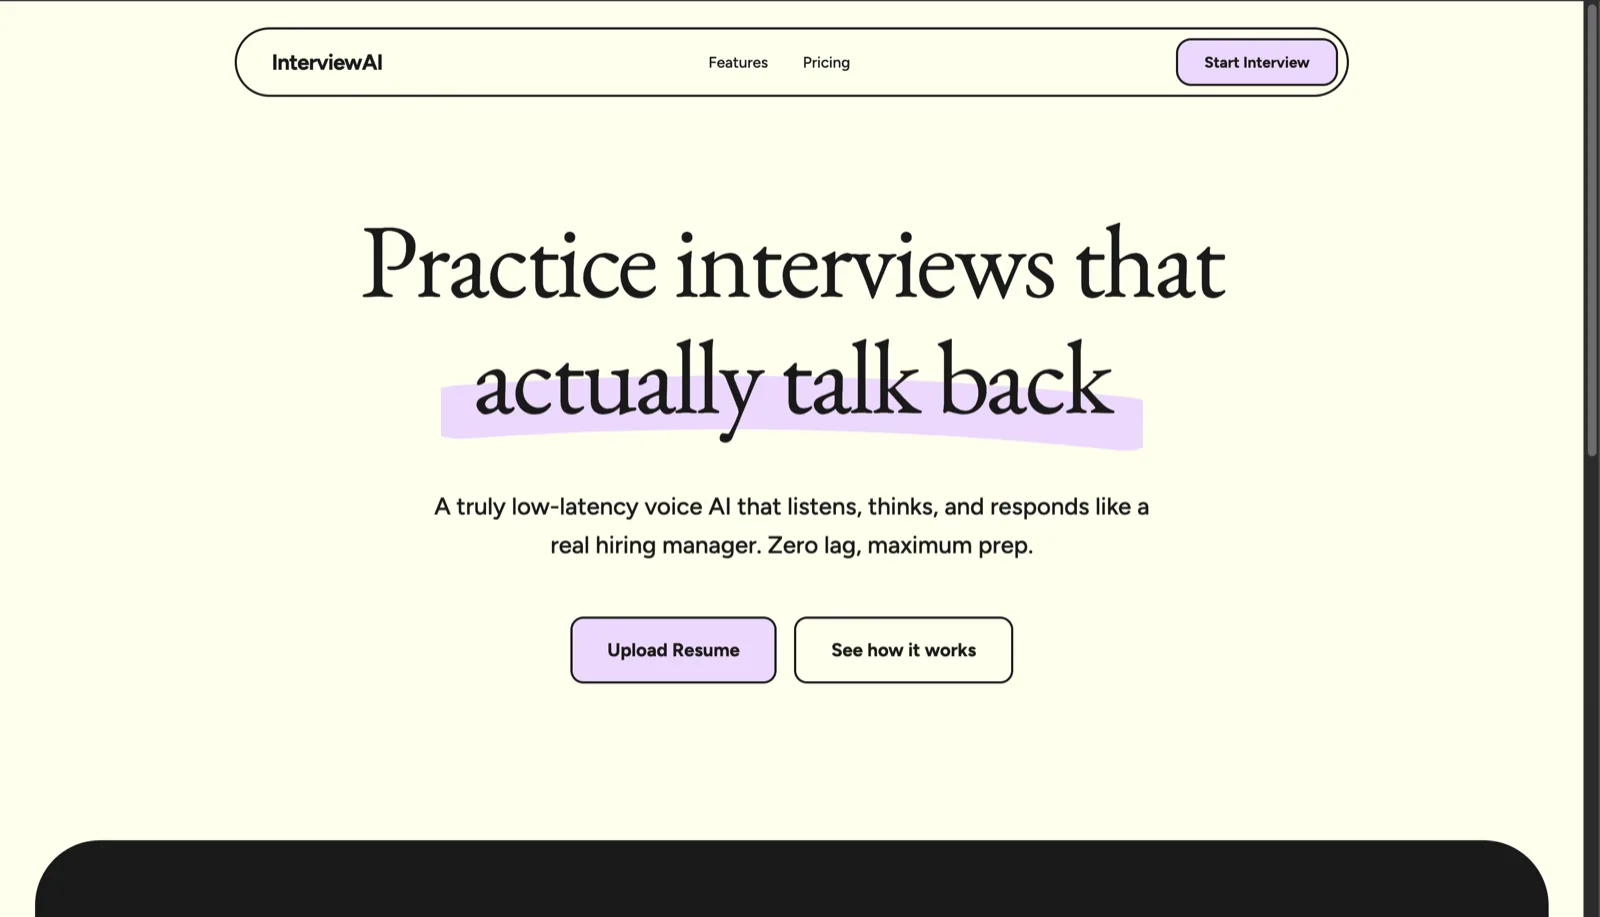 InterviewAI
Features
Pricing
Start Interview
Practice interviews that
actually talk back
A truly low-latency voice AI that listens, thinks, and responds like a
real hiring manager. Zero lag, maximum prep.
Upload Resume
See how it works